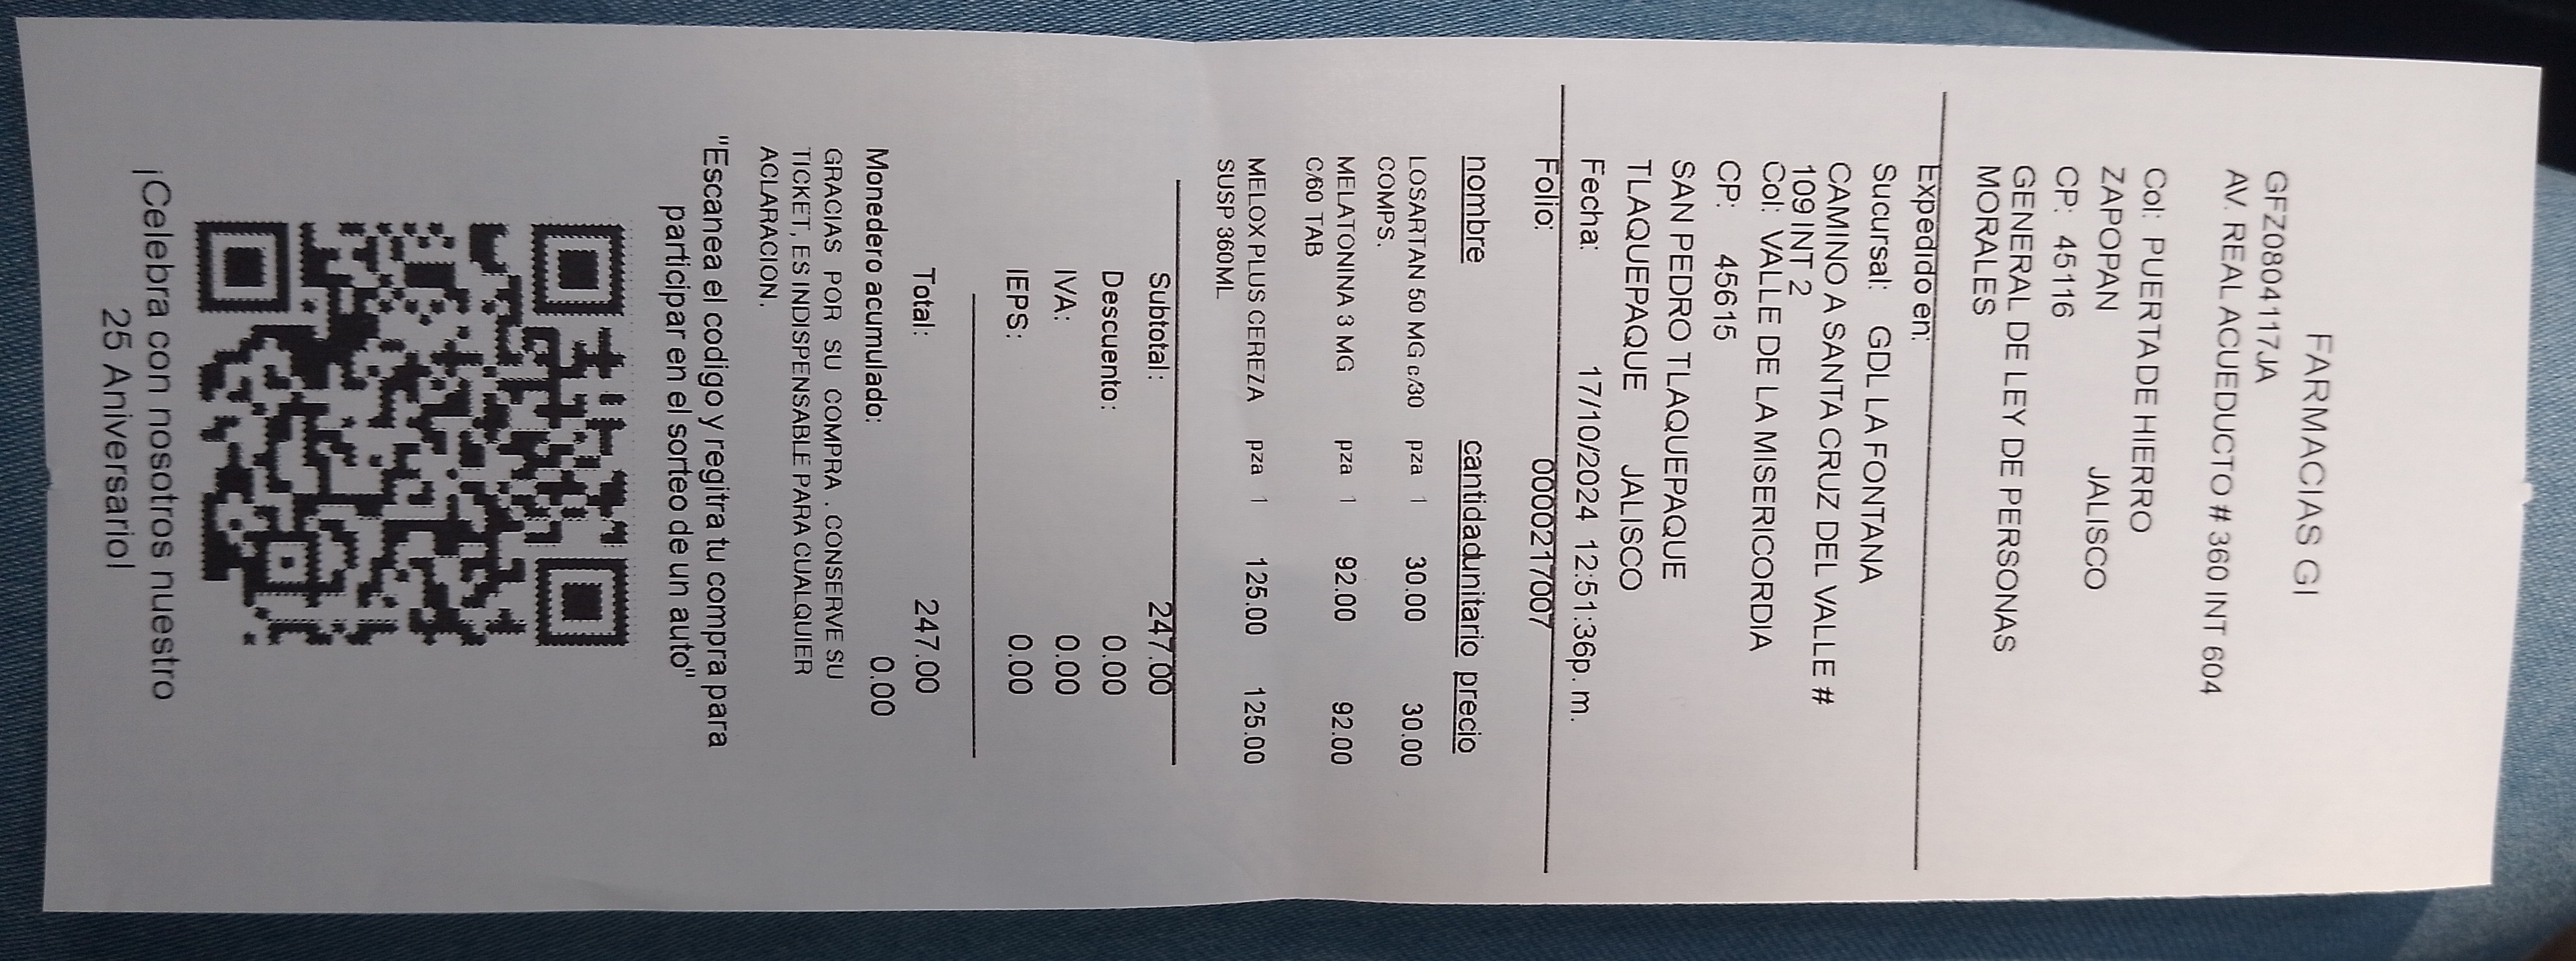 FARMACIAS GI
GFZ0804117JA
AV. REAL ACUEDUCTO # 360 INT 604
Col: PUERTA DE HIERRO
ZAPOPAN JALISCO
CP: 45116
GENERAL DE LEY DE PERSONAS
MORALES
Expedido en:
Sucursal: GDL LA FONTANA
CAMINO A SANTA CRUZ DEL VALLE #
109 INT 2
Col: VALLE DE LA MISERICORDIA
CP: 45615
SAN PEDRO TLAQUEPAQUE
TLAQUEPAQUE JALISCO
Fecha: 17/10/2024 12:51:36p. m.
Folio: 0000217007
nombre cantidadunitario precio
LOSARTAN 50 MG c/30 pza 1 30.00 30.00
COMPS.
MELATONINA 3 MG pza 1 92.00 92.00
C/60 TAB
MELOX PLUS CEREZA pza 1 125.00 125.00
SUSP 360ML
Subtotal: 247.00
Descuento: 0.00
IVA: 0.00
IEPS: 0.00
Total: 247.00
Monedero acumulado: 0.00
GRACIAS POR SU COMPRA , CONSERVE SU
TICKET, ES INDISPENSABLE PARA CUALQUIER
ACLARACION.
"Escanea el codigo y regitra tu compra para
participar en el sorteo de un auto"
¡Celebra con nosotros nuestro
25 Aniversario!